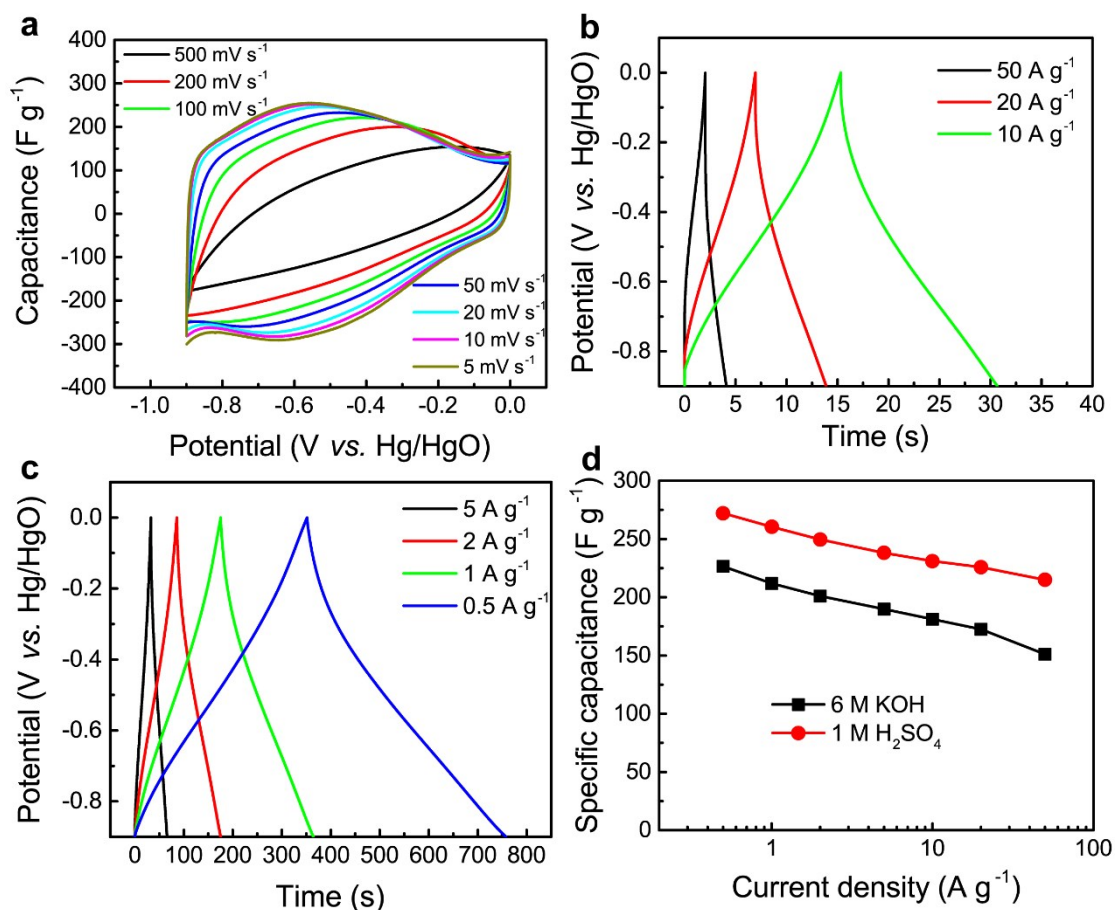 a
400
300
200
100
0
-100
-200
-300
-400
-1.0 -0.8 -0.6 -0.4 -0.2 0.0
Capacitance (F g⁻¹)
Potential (V vs. Hg/HgO)
500 mV s⁻¹
200 mV s⁻¹
100 mV s⁻¹
50 mV s⁻¹
20 mV s⁻¹
10 mV s⁻¹
5 mV s⁻¹
b
0.0
-0.2
-0.4
-0.6
-0.8
0 5 10 15 20 25 30 35 40
Potential (V vs. Hg/HgO)
Time (s)
50 A g⁻¹
20 A g⁻¹
10 A g⁻¹
c
0.0
-0.2
-0.4
-0.6
-0.8
0 100 200 300 400 500 600 700 800
Potential (V vs. Hg/HgO)
Time (s)
5 A g⁻¹
2 A g⁻¹
1 A g⁻¹
0.5 A g⁻¹
d
300
250
200
150
100
50
0
1 10 100
Specific capacitance (F g⁻¹)
Current density (A g⁻¹)
6 M KOH
1 M H₂SO₄